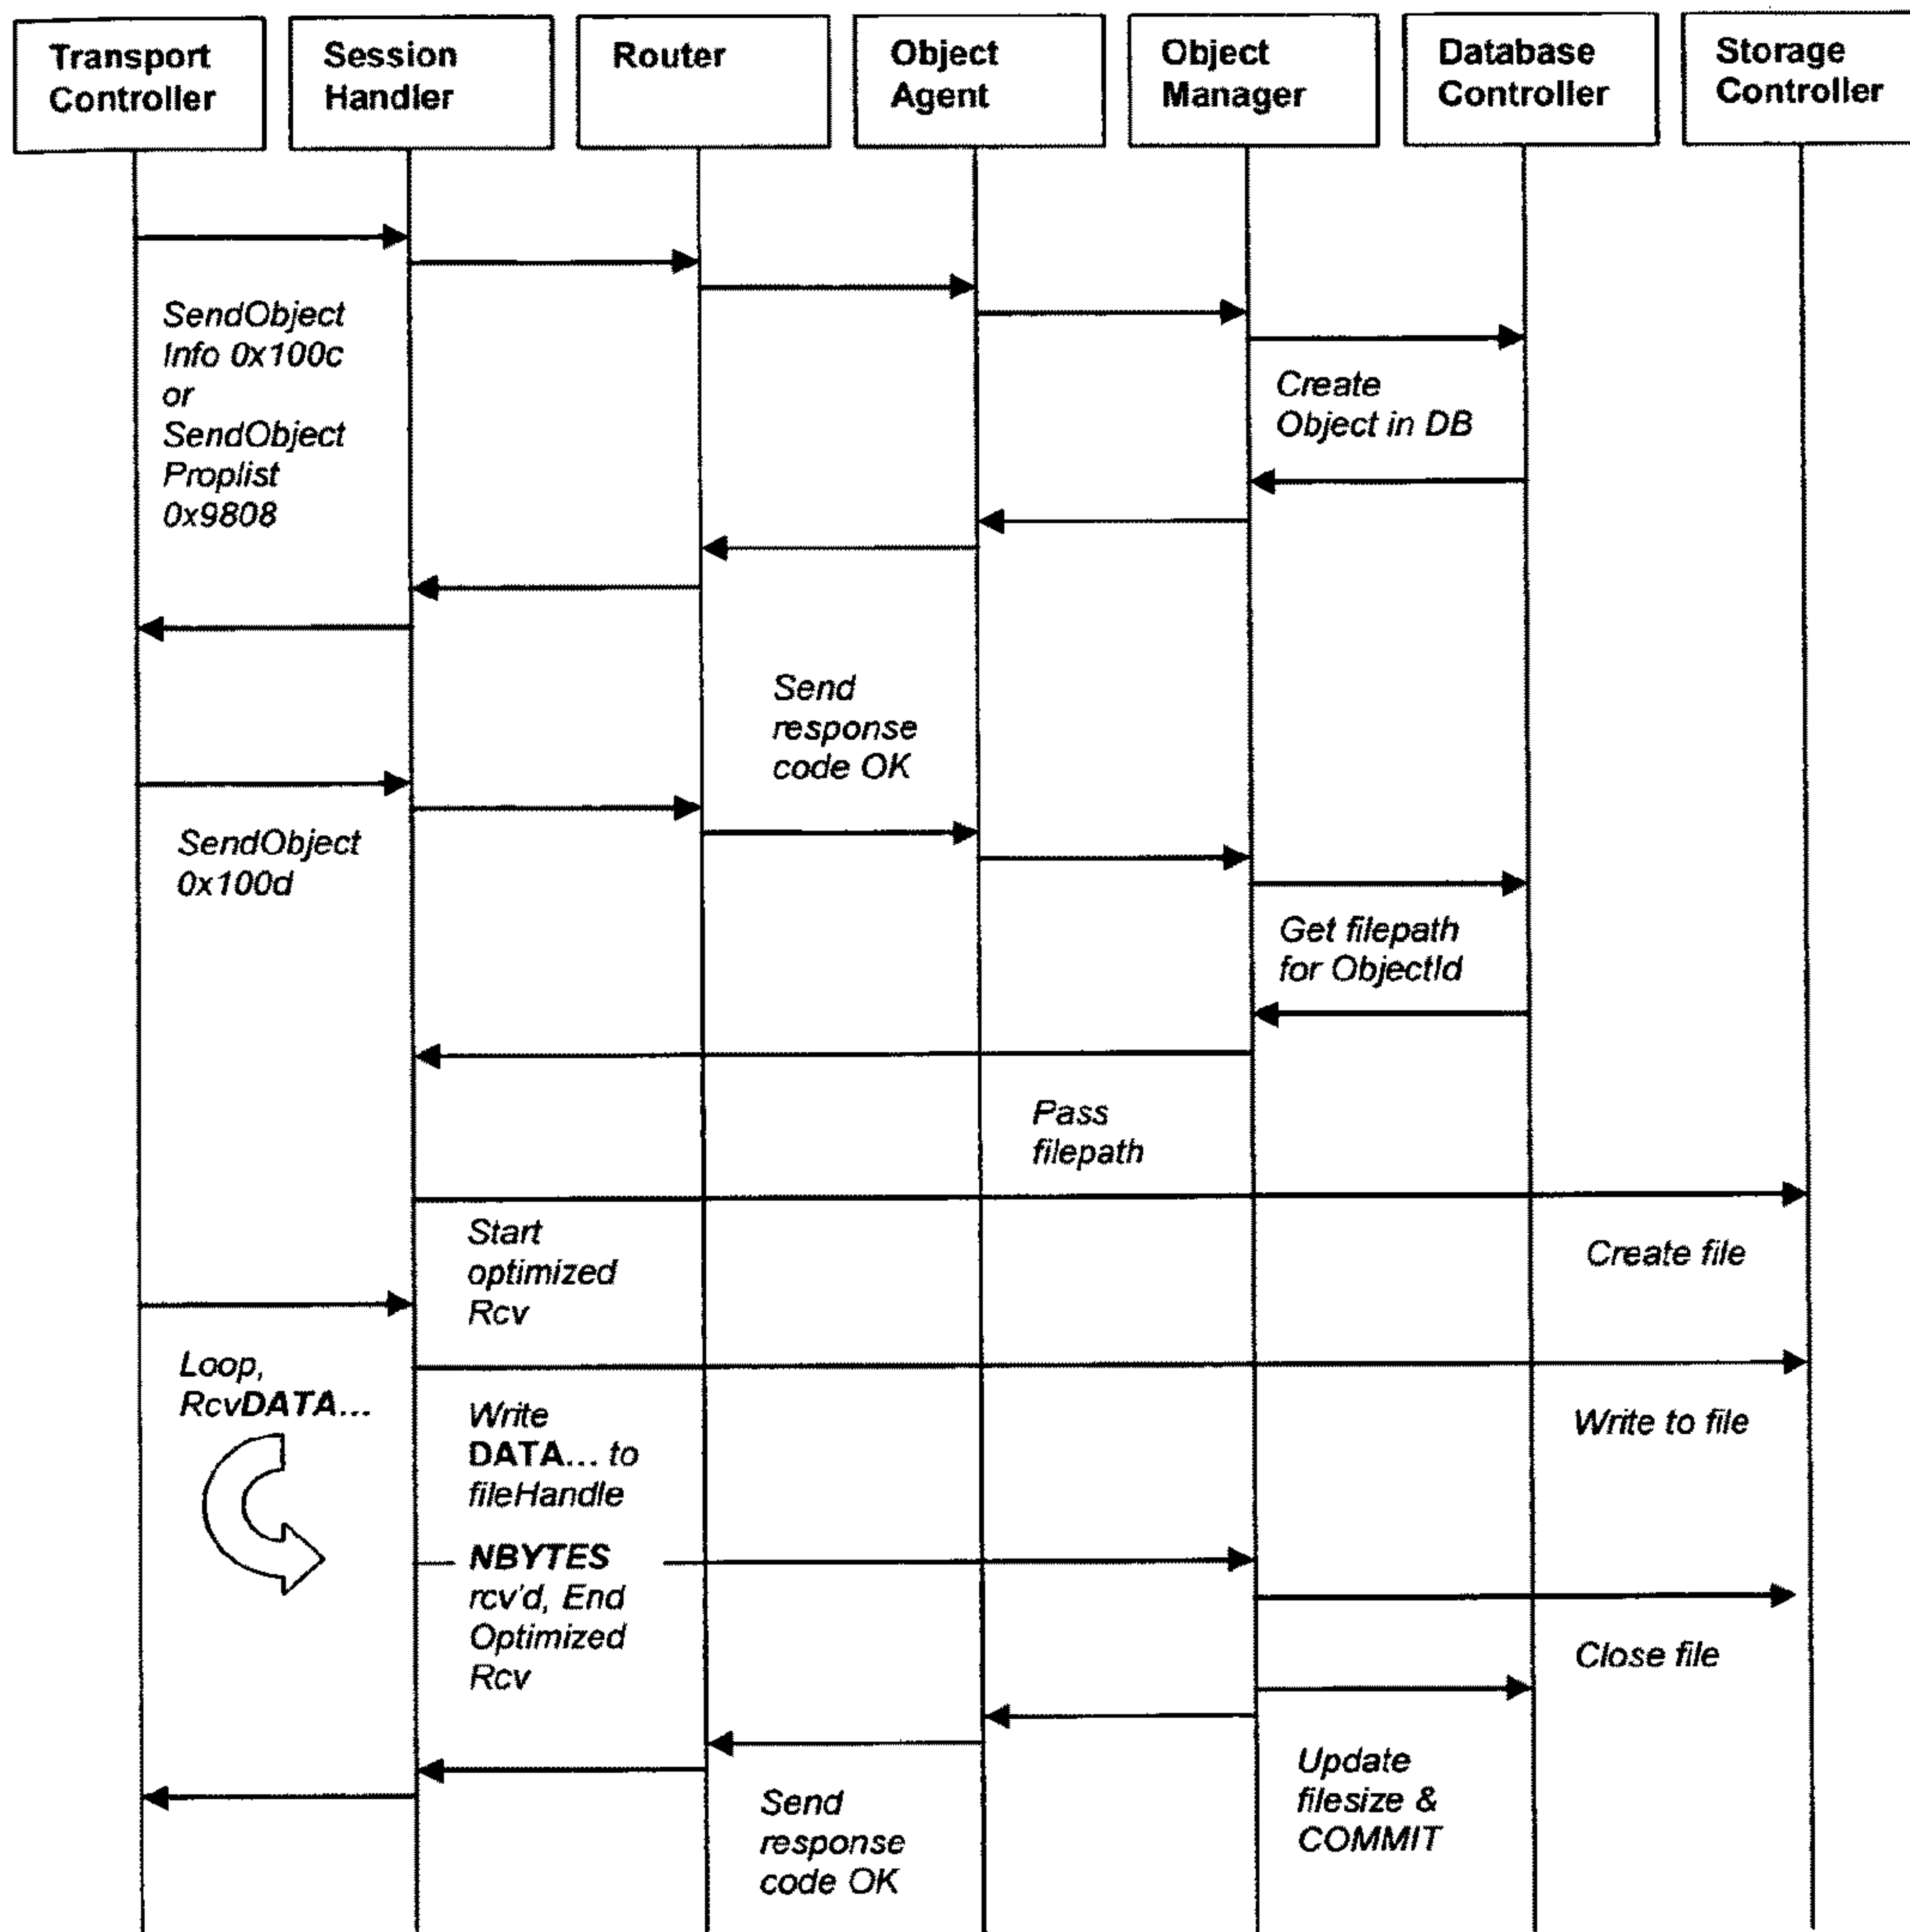 Transport
Controller
Session
Handler
Router
Object
Agent
Object
Manager
Database
Controller
Storage
Controller
SendObject
Info 0x100c
or
SendObject
Proplist
0x9808
Create
Object in DB
Send
response
code OK
SendObject
0x100d
Get filepath
for ObjectId
Pass
filepath
Start
optimized
Rcv
Create file
Loop,
RcvDATA...
Write
DATA... to
fileHandle
Write to file
NBYTES
rcv'd, End
Optimized
Rcv
Close file
Update
filesize &
COMMIT
Send
response
code OK